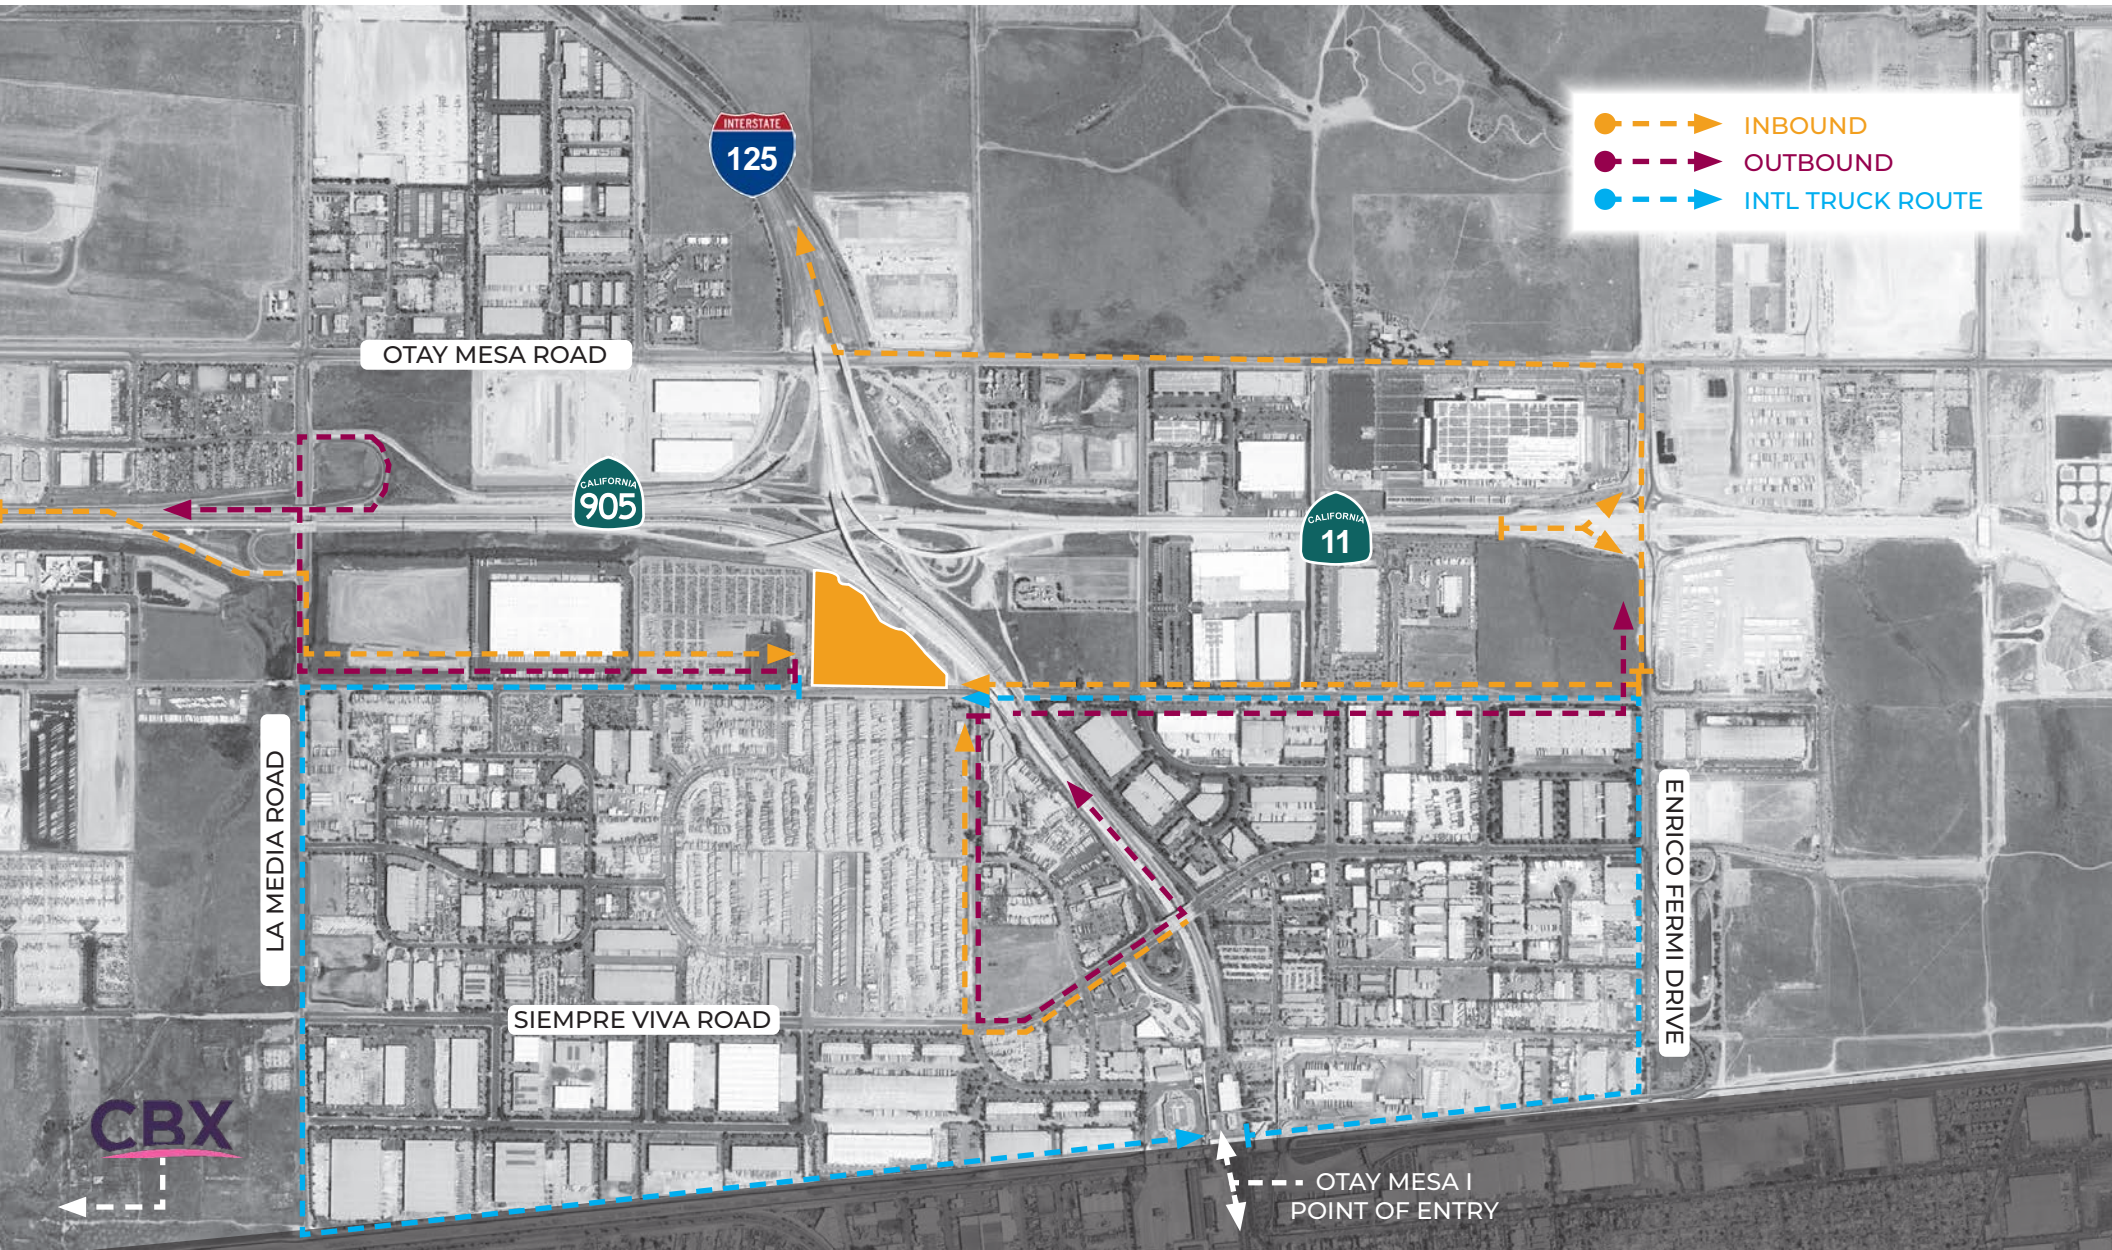 INTERSTATE
125
INBOUND
OUTBOUND
INTL TRUCK ROUTE
OTAY MESA ROAD
CALIFORNIA
905
CALIFORNIA
11
LA MEDIA ROAD
ENRICO FERMI DRIVE
SIEMPRE VIVA ROAD
CBX
OTAY MESA I
POINT OF ENTRY